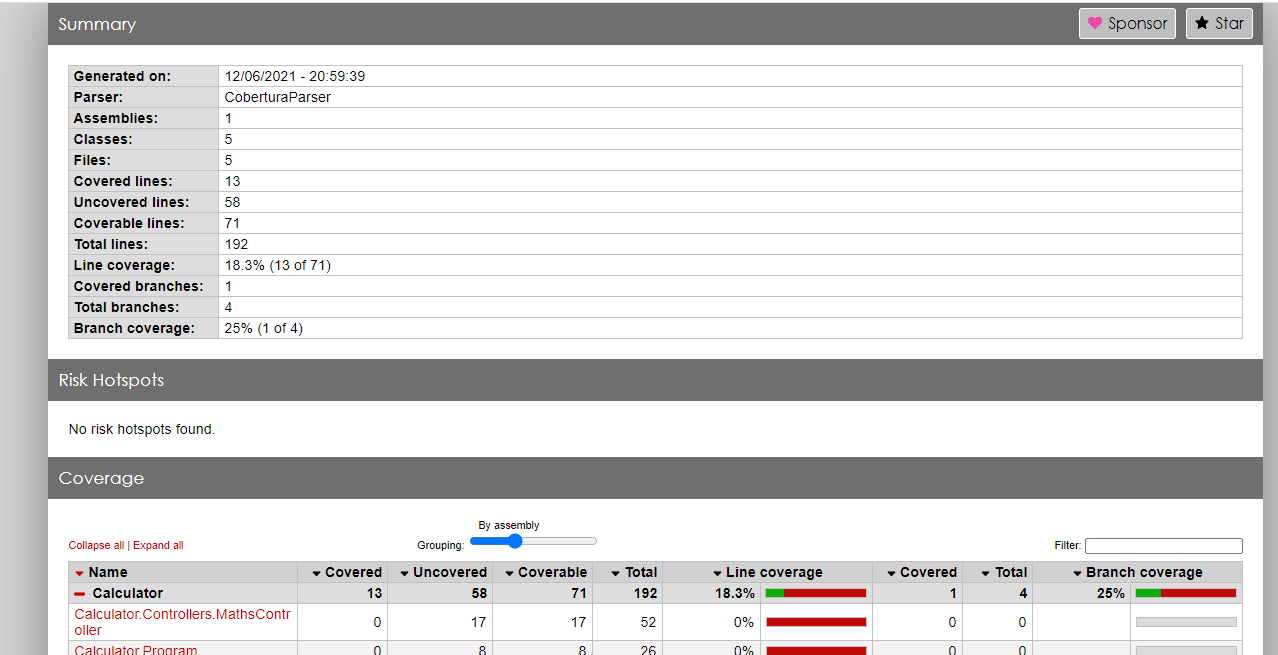 Summary
Sponsor Star
Generated on: 12/06/2021 - 20:59:39
Parser: CoberturaParser
Assemblies: 1
Classes: 5
Files: 5
Covered lines: 13
Uncovered lines: 58
Coverable lines: 71
Total lines: 192
Line coverage: 18.3% (13 of 71)
Covered branches: 1
Total branches: 4
Branch coverage: 25% (1 of 4)
Risk Hotspots
No risk hotspots found.
Coverage
By assembly
Collapse all | Expand all Grouping: Filter:
Name Covered Uncovered Coverable Total Line coverage Covered Total Branch coverage
Calculator 13 58 71 192 18.3% 1 4 25%
Calculator.Controllers.MathsContr
oller 0 17 17 52 0% 0 0
Calculator.Program 0 8 8 26 0% 0 0